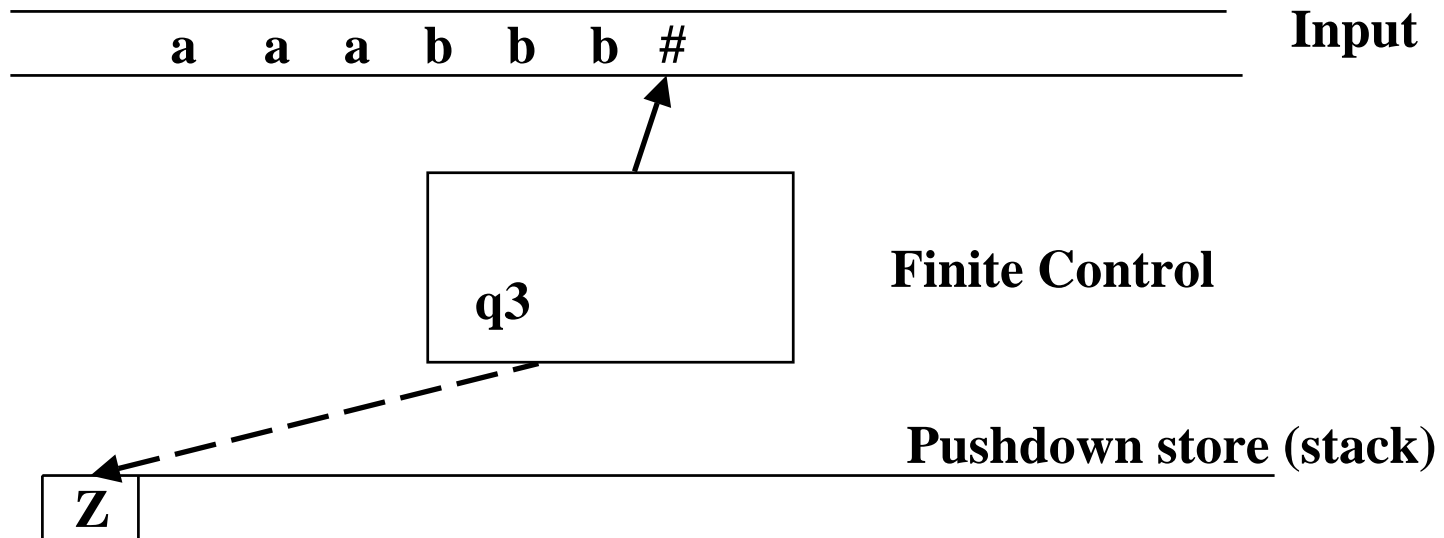 a a a b b b #
Input
Finite Control
q3
Pushdown store (stack)
Z